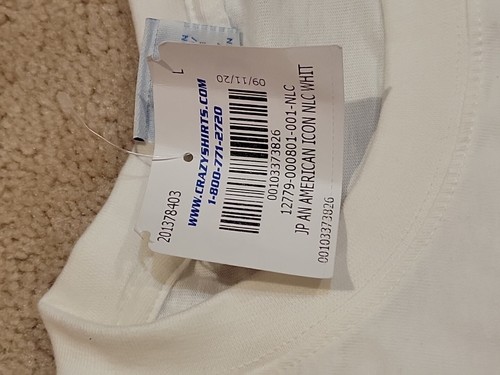 201378403
WWW.CRAZYSHIRTS.COM
1-800-771-2720
09/11/20
00103373826
12779-000801-001-NLC
JP AN AMERICAN ICON NLC WHIT
00103373826